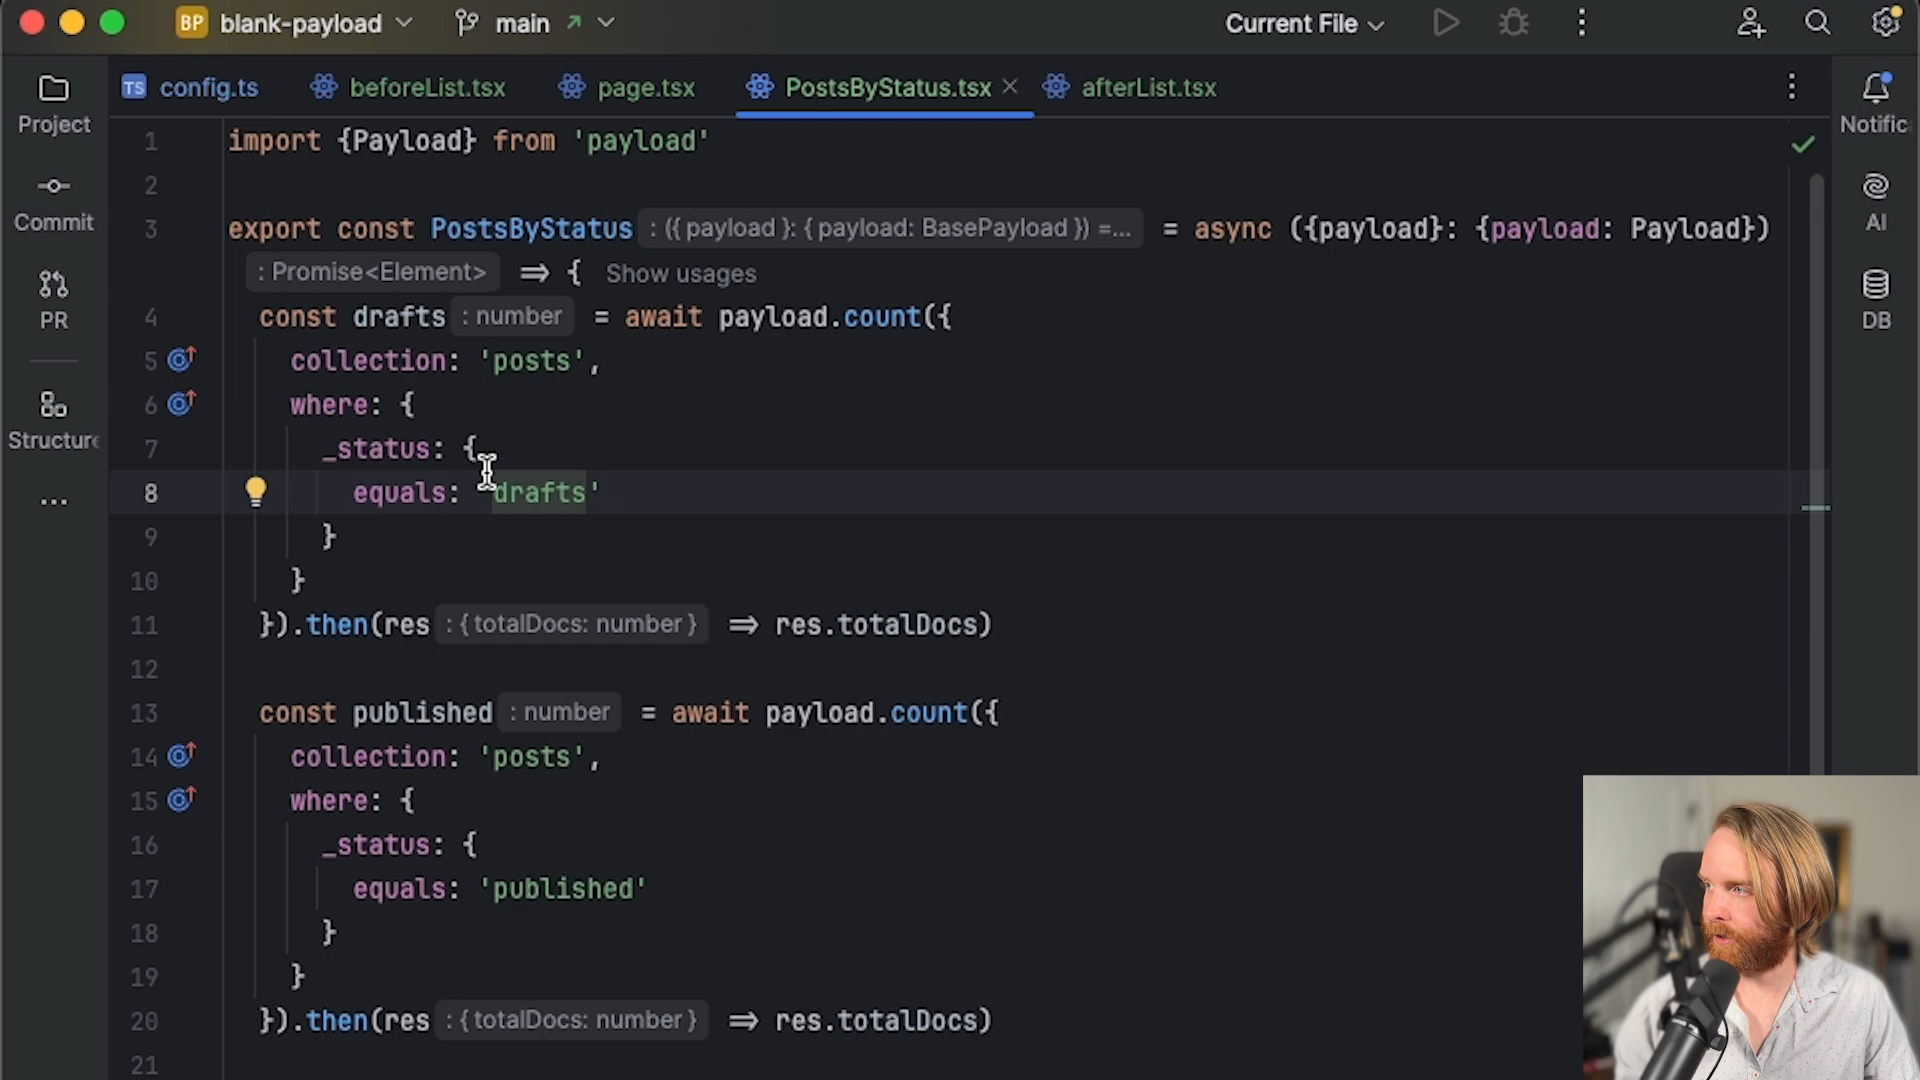 BP blank-payload main Current File
config.ts beforeList.tsx page.tsx PostsByStatus.tsx afterList.tsx
Project
Commit
PR
Structure
Notific
AI
DB
1 import {Payload} from 'payload'
2
3 export const PostsByStatus : ({ payload }: { payload: BasePayload }) =... = async ({payload}: {payload: Payload})
: Promise<Element> => { Show usages
4 const drafts : number = await payload.count({
5 collection: 'posts',
6 where: {
7 _status: {
8 equals: 'drafts'
9 }
10 }
11 }).then(res : { totalDocs: number } => res.totalDocs)
12
13 const published : number = await payload.count({
14 collection: 'posts',
15 where: {
16 _status: {
17 equals: 'published'
18 }
19 }
20 }).then(res : { totalDocs: number } => res.totalDocs)
21